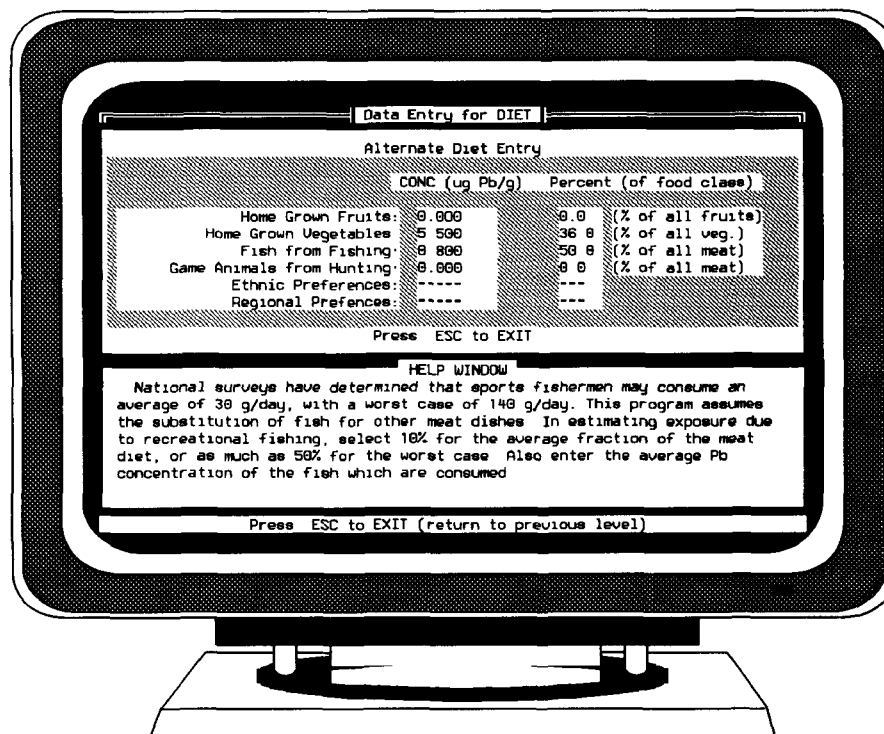 Data Entry for DIET
Alternate Diet Entry
CONC (ug Pb/g) Percent (of food class)
Home Grown Fruits: 0.000 0.0 (% of all fruits)
Home Grown Vegetables 5 500 36 0 (% of all veg.)
Fish from Fishing: 0 800 50 0 (% of all meat)
Game Animals from Hunting: 0.000 0 0 (% of all meat)
Ethnic Preferences: ----- ---
Regional Prefences: ----- ---
Press ESC to EXIT
HELP WINDOW
National surveys have determined that sports fishermen may consume an
average of 30 g/day, with a worst case of 140 g/day. This program assumes
the substitution of fish for other meat dishes In estimating exposure due
to recreational fishing, select 10% for the average fraction of the meat
diet, or as much as 50% for the worst case Also enter the average Pb
concentration of the fish which are consumed
Press ESC to EXIT (return to previous level)